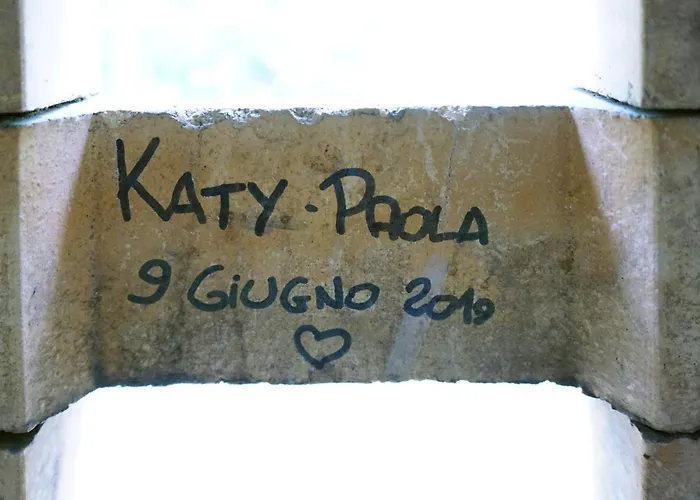 KATY - PAOLA
9 GIUGNO 2019